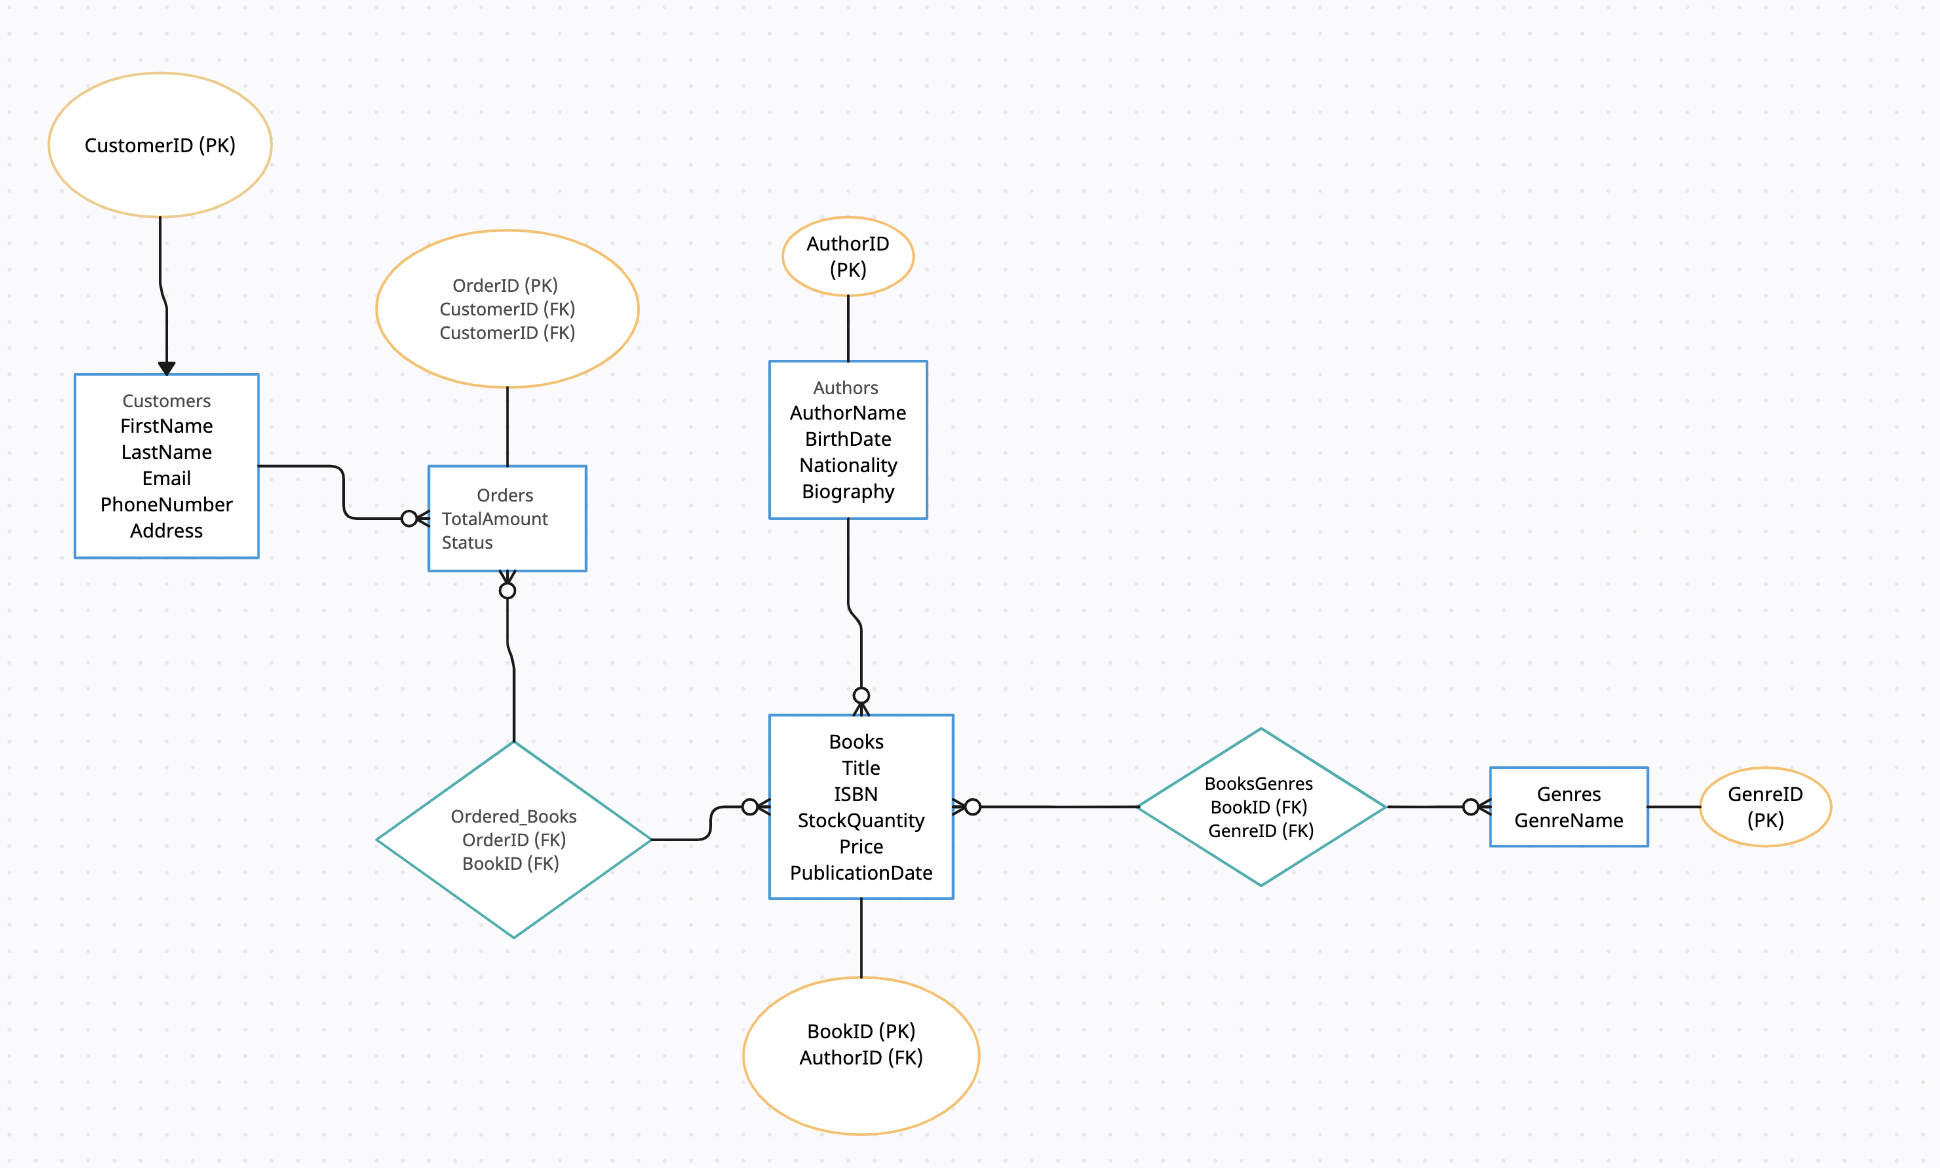 CustomerID (PK)
OrderID (PK)
CustomerID (FK)
CustomerID (FK)
AuthorID
(PK)
Customers
FirstName
LastName
Email
PhoneNumber
Address
Orders
TotalAmount
Status
Authors
AuthorName
BirthDate
Nationality
Biography
Ordered_Books
OrderID (FK)
BookID (FK)
Books
Title
ISBN
StockQuantity
Price
PublicationDate
BooksGenres
BookID (FK)
GenreID (FK)
Genres
GenreName
GenreID
(PK)
BookID (PK)
AuthorID (FK)